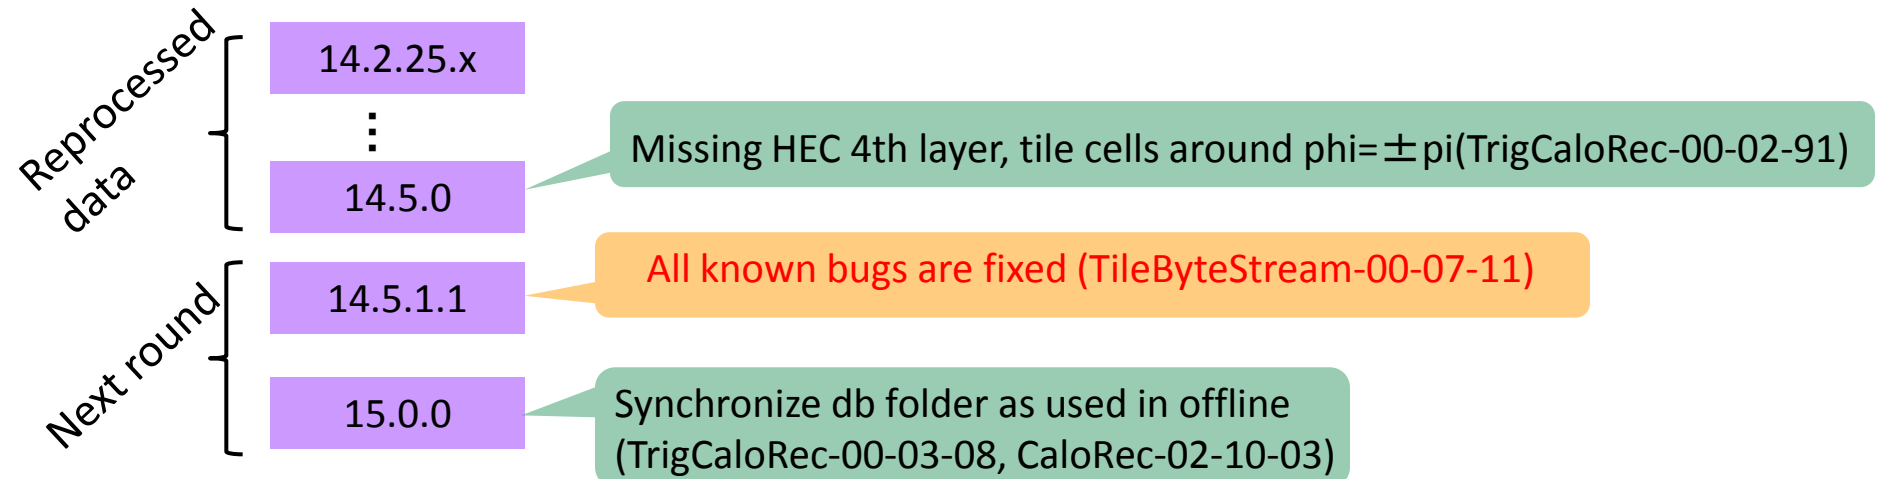 Reprocessed
data
14.2.25.x
⋮
14.5.0
Missing HEC 4th layer, tile cells around phi=±pi(TrigCaloRec-00-02-91)
Next round
14.5.1.1
All known bugs are fixed (TileByteStream-00-07-11)
15.0.0
Synchronize db folder as used in offline
(TrigCaloRec-00-03-08, CaloRec-02-10-03)